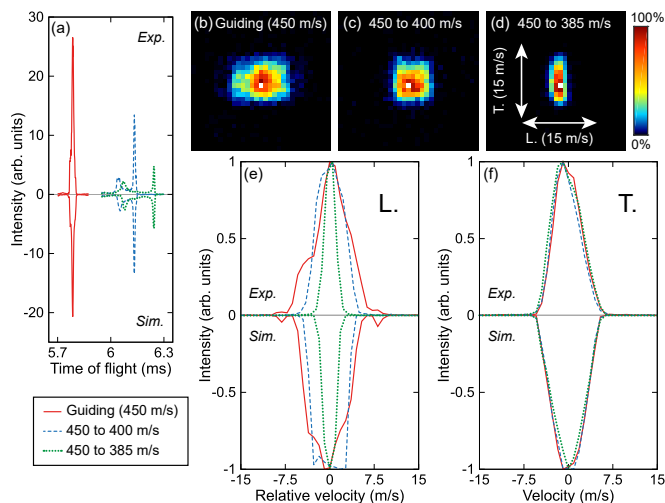 (a)
Intensity (arb. units)
30
20
10
0
-10
-20
Exp.
Sim.
5.7
6
6.3
Time of flight (ms)
Guiding (450 m/s)
450 to 400 m/s
450 to 385 m/s
(b) Guiding (450 m/s)
(c) 450 to 400 m/s
(d) 450 to 385 m/s
T. (15 m/s)
L. (15 m/s)
100%
0%
(e)
L.
Intensity (arb. units)
1
0.5
0
-0.5
-1
Exp.
Sim.
-15
-7.5
0
7.5
15
Relative velocity (m/s)
(f)
T.
Intensity (arb. units)
1
0.5
0
-0.5
-1
Exp.
Sim.
-15
-7.5
0
7.5
15
Velocity (m/s)